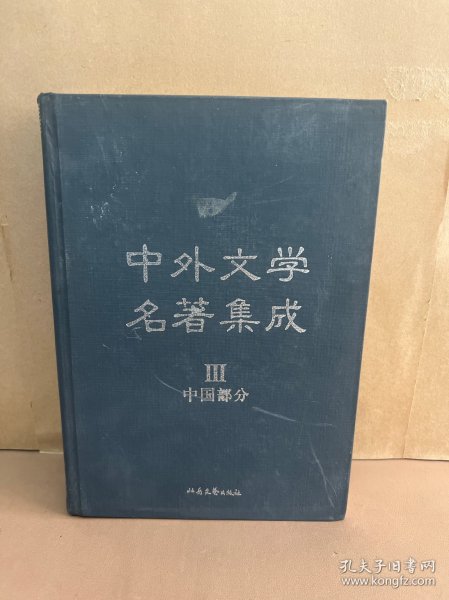 中外文学
名著集成
III
中国部分
北岳文艺出版社
孔夫子旧书网
www.kongfz.com